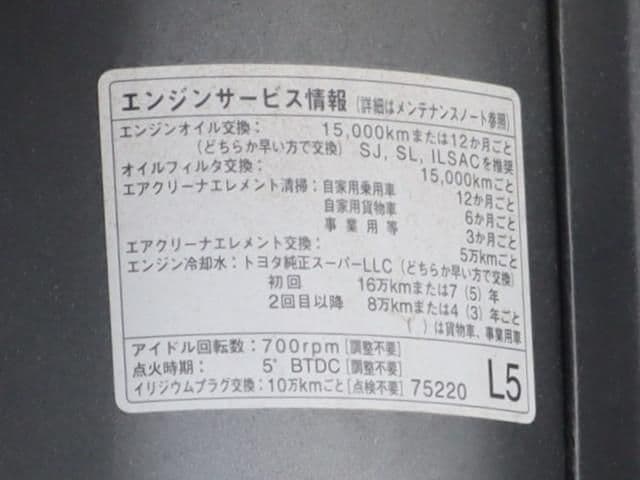 エンジンサービス情報 (詳細はメンテナンスノート参照)
エンジンオイル交換: 15,000kmまたは12か月ごと
(どちらか早い方で交換) SJ, SL, ILSACを推奨
オイルフィルタ交換: 15,000kmごと
エアクリーナエレメント清掃:自家用乗用車 12か月ごと
自家用貨物車 6か月ごと
事業用等 3か月ごと
エアクリーナエレメント交換: 5万kmごと
エンジン冷却水:トヨタ純正スーパーLLC (どちらか早い方で交換)
初回 16万kmまたは7 (5) 年
2回目以降 8万kmまたは4 (3) 年ごと
( )は貨物車、事業用車
アイドル回転数:700rpm [調整不要]
点火時期: 5° BTDC [調整不要]
イリジウムプラグ交換:10万kmごと [点検不要] 75220 L5